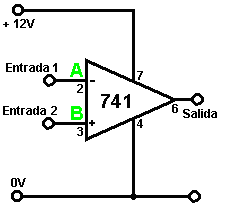 + 12V
7
Entrada 1
A
-
2
741
6
Salida
Entrada 2
B
+
3
4
0V